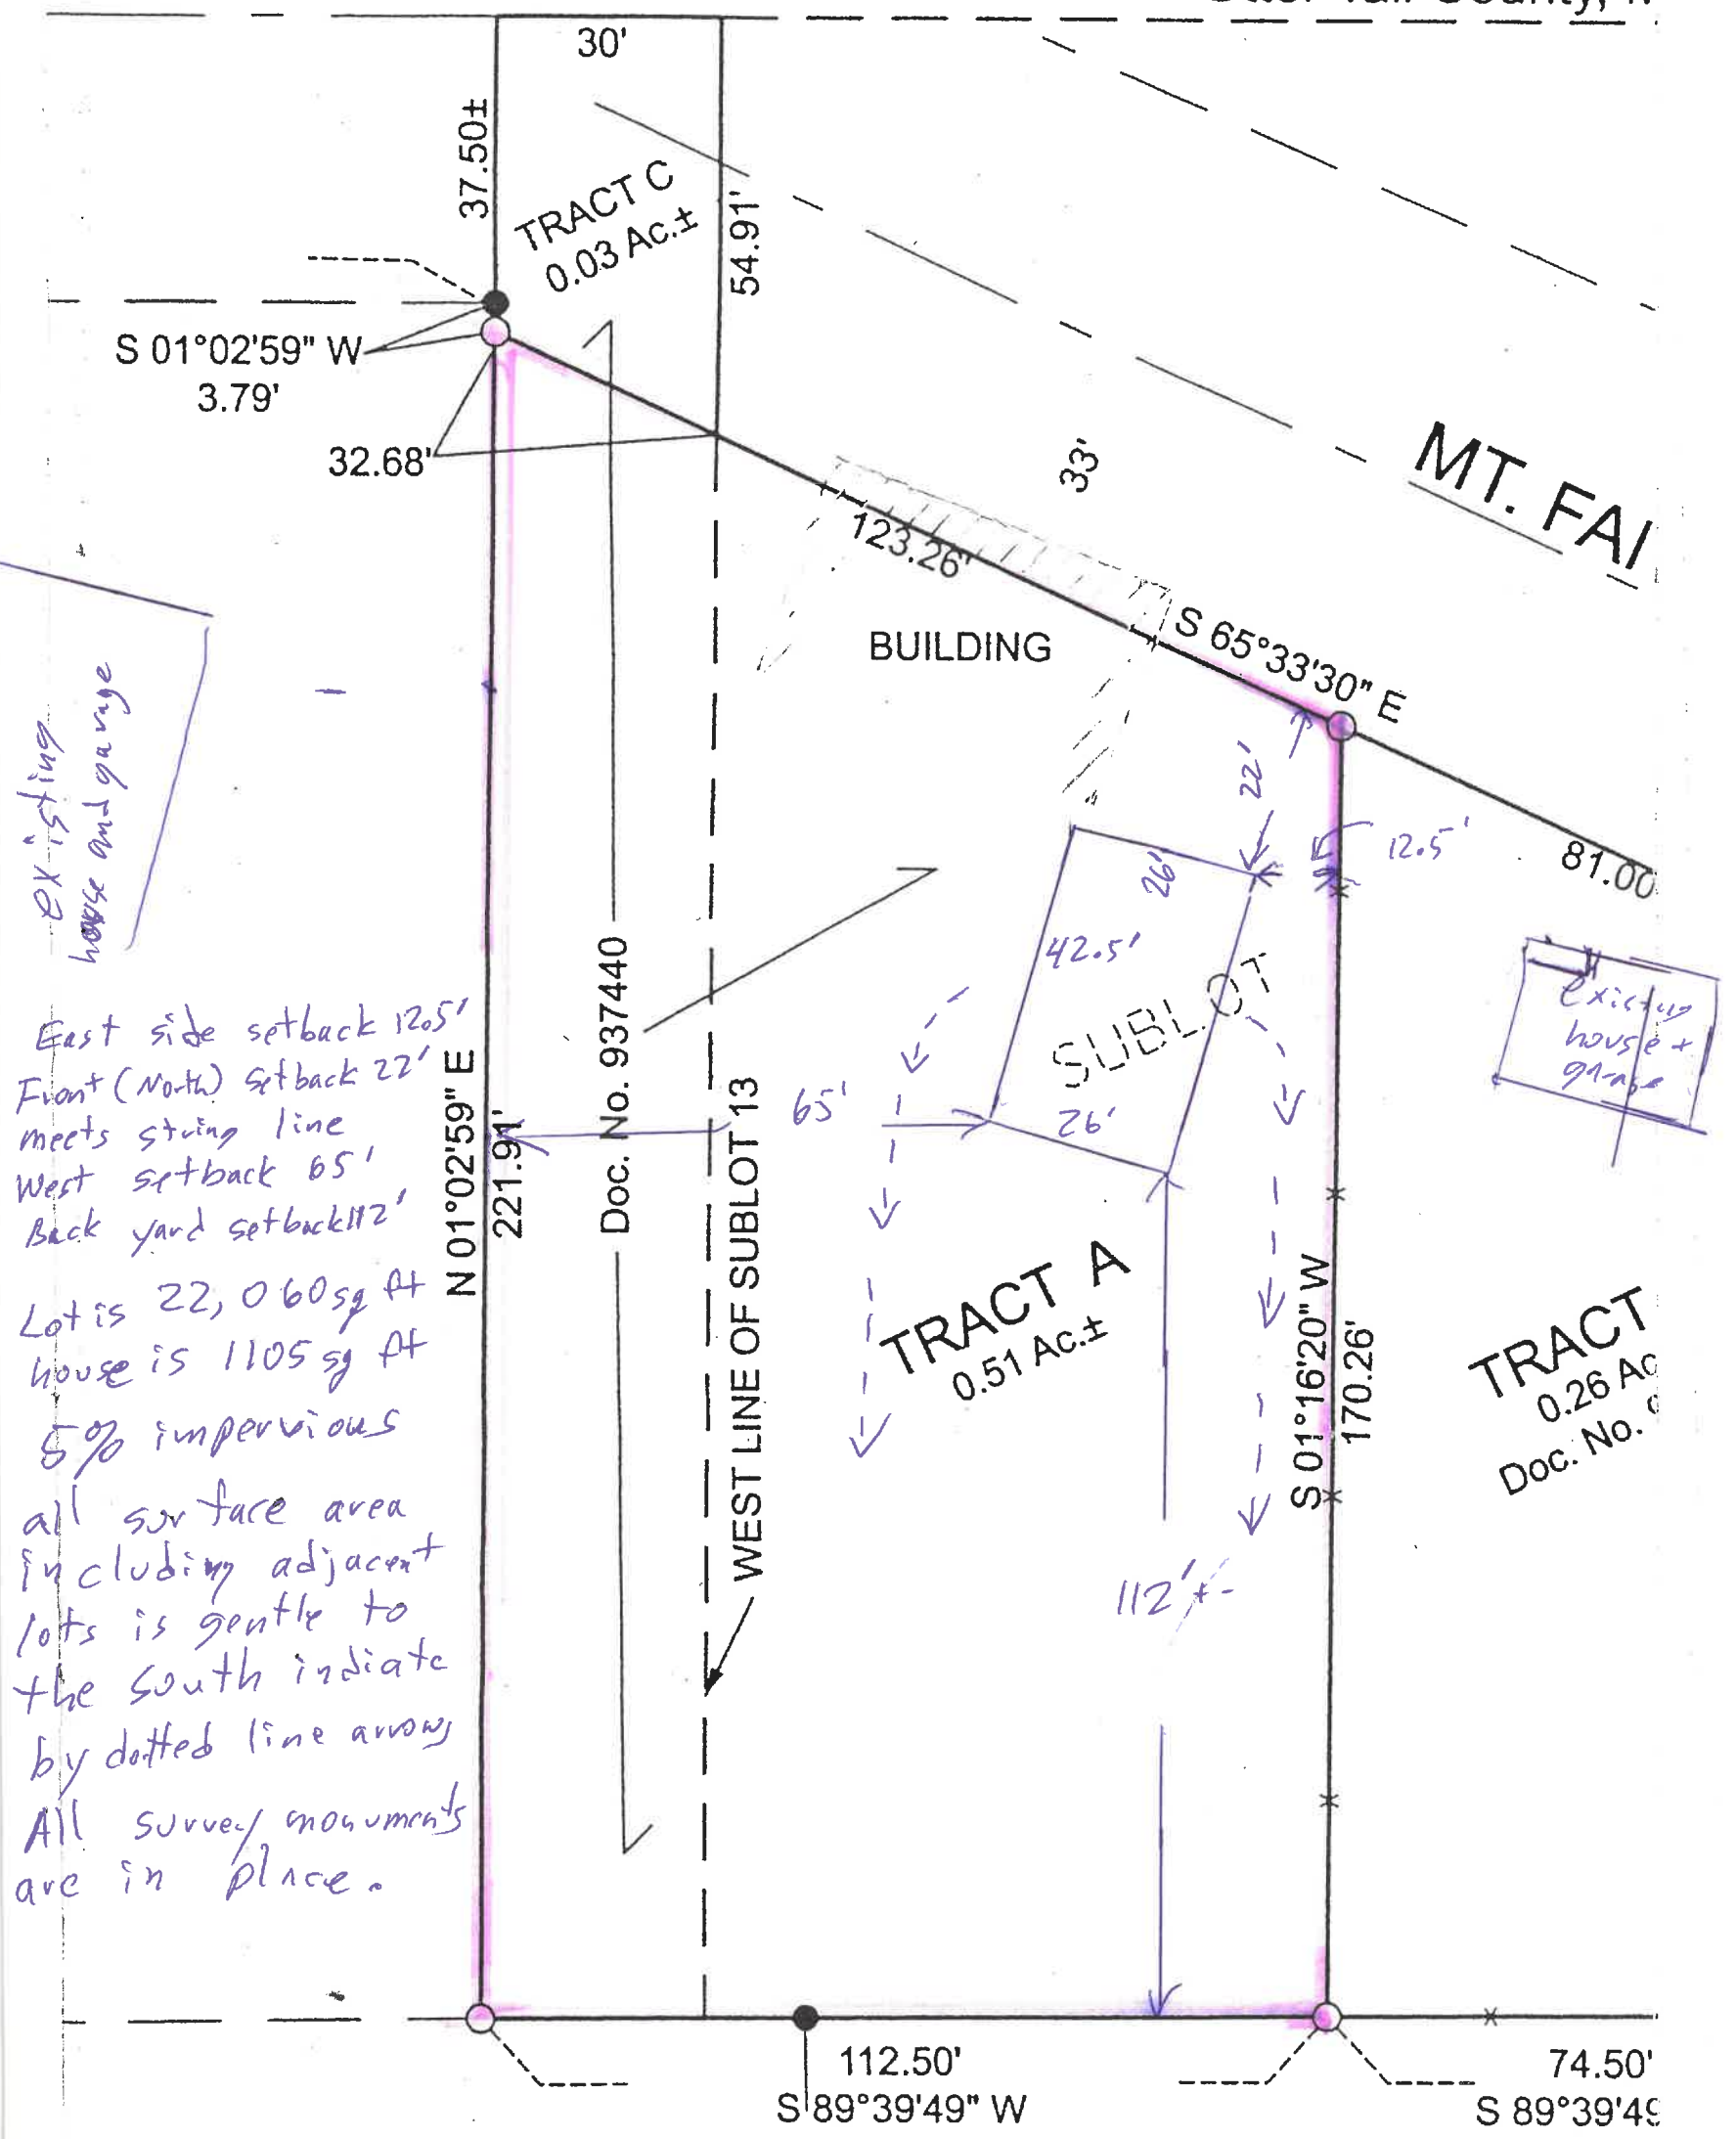 30'
37.50±
TRACT C
0.03 Ac.±
54.91'
S 01°02'59" W
3.79'
32.68'
33'
MT. FAI
123.26'
S 65°33'30" E
BUILDING
existing
house and garage
22'
12.5'
81.00
26'
42.5'
SUBLOT
existing
house +
65'
26'
East side setback 12.5'
Front (North) setback 22'
meets string line
West setback 65'
Back yard setback 112'
Lot is 22,060 sg ft
house is 1105 sg ft
5% impervious
all surface area
including adjacent
lots is gentle to
the south indiate
by dotted line arrows
All survey monuments
are in place.
N 01°02'59" E
221.91'
Doc. No. 937440
WEST LINE OF SUBLOT 13
TRACT A
0.51 Ac.±
S 01°16'20" W
170.26'
TRACT
0.26 Ac
Doc. No.
112'+-
112.50'
S 89°39'49" W
74.50'
S 89°39'49